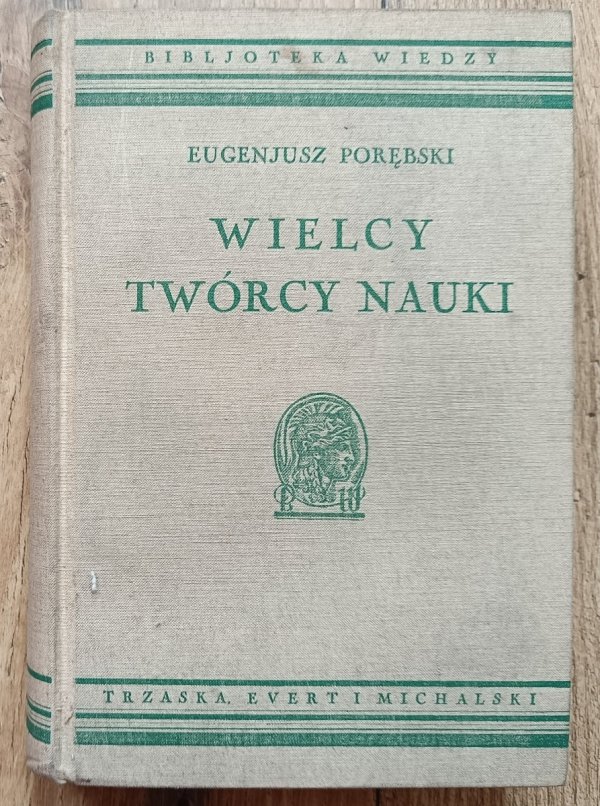 BIBLJOTEKA WIEDZY
EUGENJUSZ PORĘBSKI
WIELCY
TWÓRCY NAUKI
B W
TRZASKA, EVERT I MICHALSKI